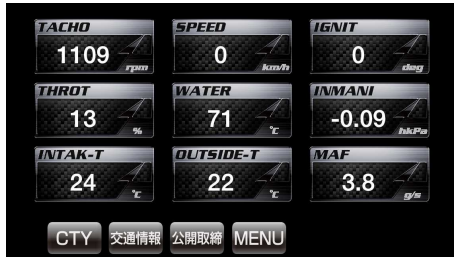 TACHO SPEED IGNIT
1109 rpm 0 km/h 0 deg
THROT WATER INMANI
13 % 71 ℃ -0.09 hkPa
INTAK-T OUTSIDE-T MAF
24 ℃ 22 ℃ 3.8 g/s
CTY 交通情報 公開取締 MENU